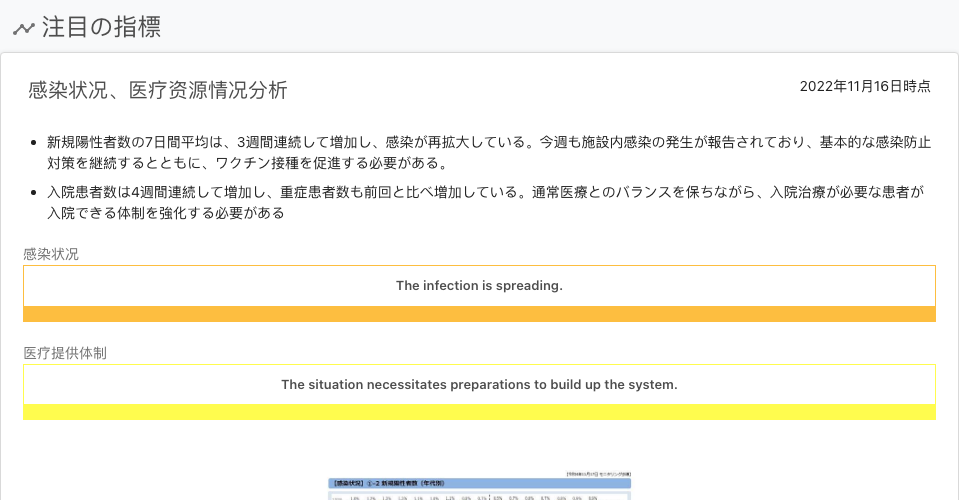 注目の指標
感染状况、医疗资源情况分析
2022年11月16日時点
新規陽性者数の7日間平均は、3週間連続して増加し、感染が再拡大している。今週も施設内感染の発生が報告されており、基本的な感染防止
対策を継続するとともに、ワクチン接種を促進する必要がある。
入院患者数は4週間連続して増加し、重症患者数も前回と比べ増加している。通常医療とのバランスを保ちながら、入院治療が必要な患者が
入院できる体制を強化する必要がある
感染状况
The infection is spreading.
医疗提供体制
The situation necessitates preparations to build up the system.
【感染状況】①-2 新規陽性者数（年代別）